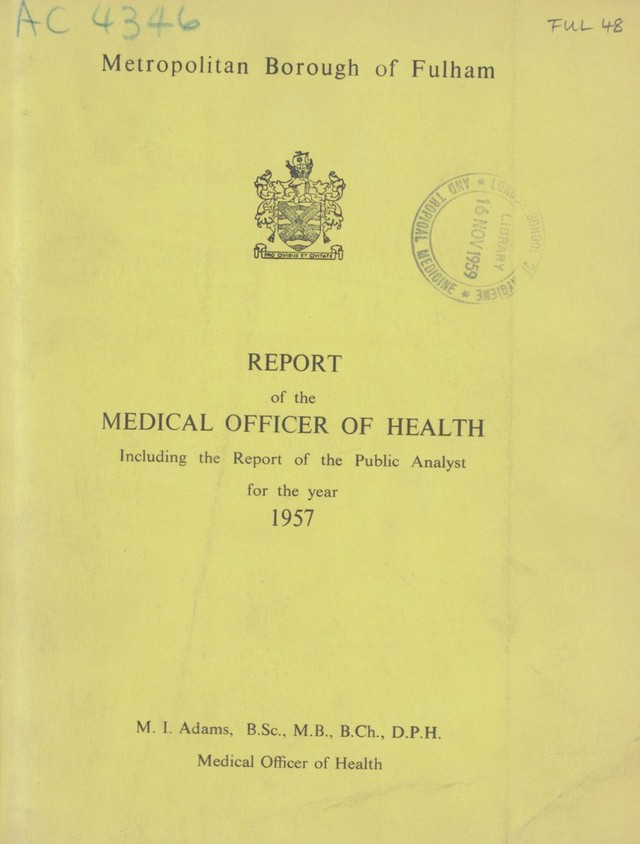 AC 4346
FUL 48
Metropolitan Borough of Fulham
PRO CIVIBUS ET CIVITATE
AND TROPICAL MEDICINE
LIBRARY
16 NOV 1959
REPORT
of the
MEDICAL OFFICER OF HEALTH
Including the Report of the Public Analyst
for the year
1957
M. I. Adams, B.Sc., M.B., B.Ch., D.P.H.
Medical Officer of Health